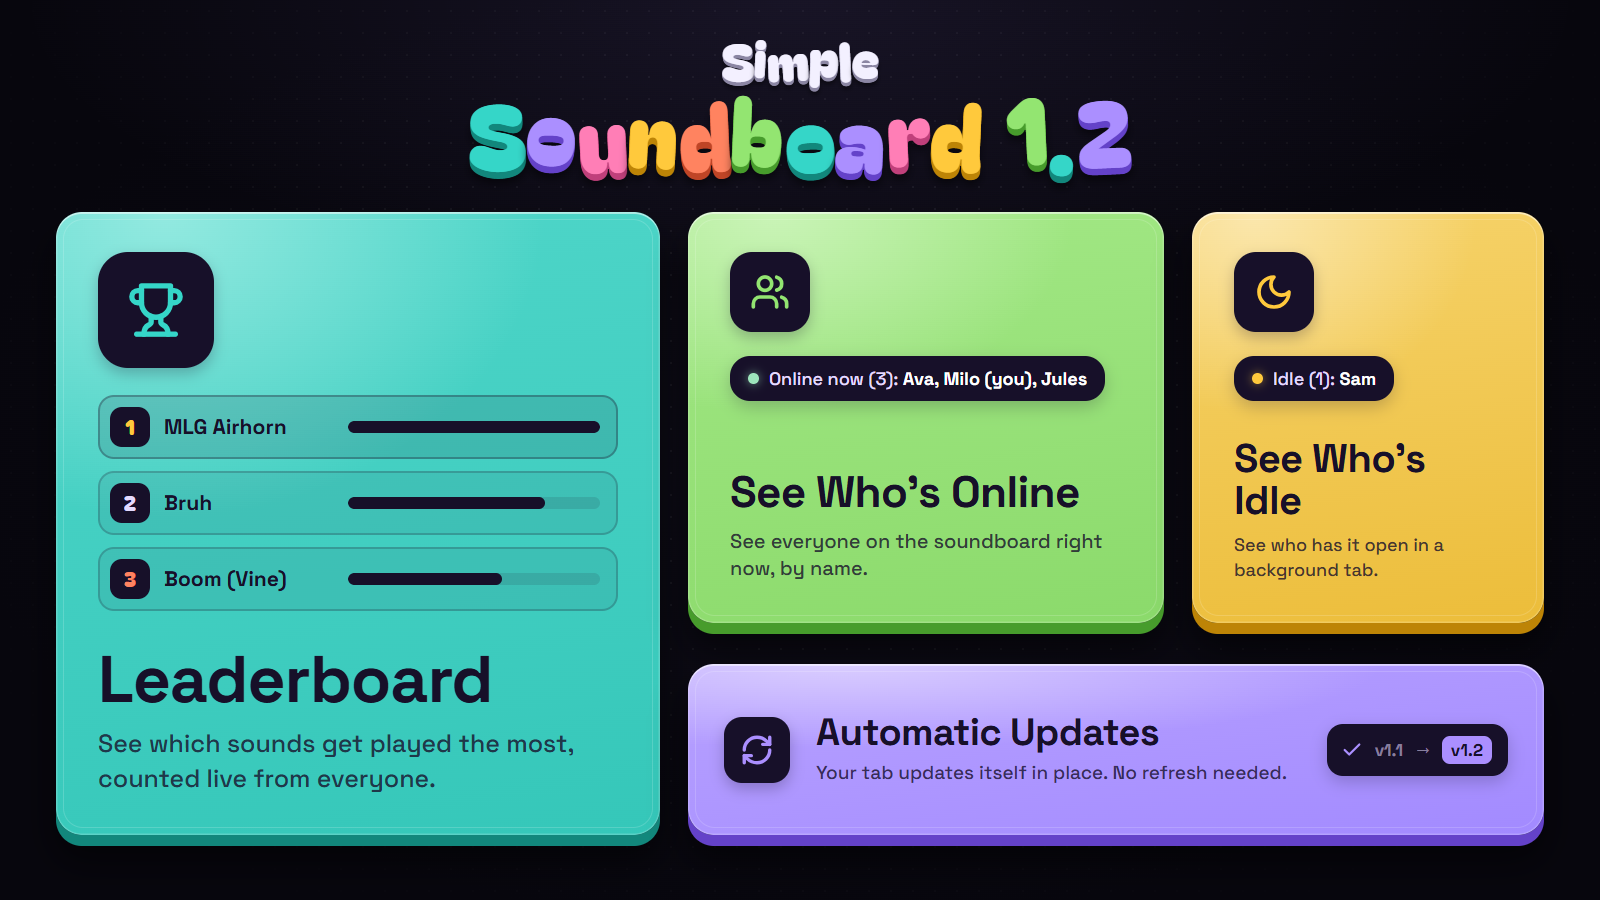 Simple
Soundboard 1.2
1 MLG Airhorn
2 Bruh
3 Boom (Vine)
Leaderboard
See which sounds get played the most,
counted live from everyone.
Online now (3): Ava, Milo (you), Jules
See Who’s Online
See everyone on the soundboard right
now, by name.
Idle (1): Sam
See Who’s
Idle
See who has it open in a
background tab.
Automatic Updates
Your tab updates itself in place. No refresh needed.
v1.1 → v1.2